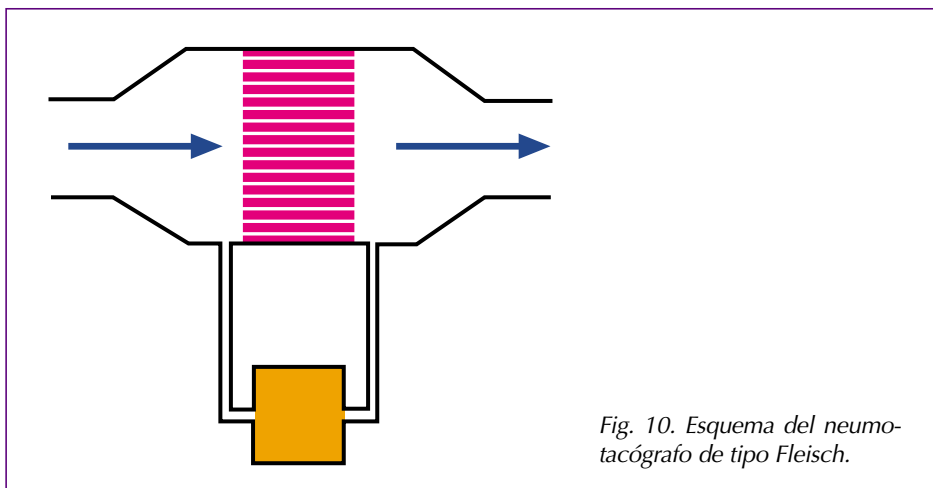 Fig. 10. Esquema del neumo-
tacógrafo de tipo Fleisch.